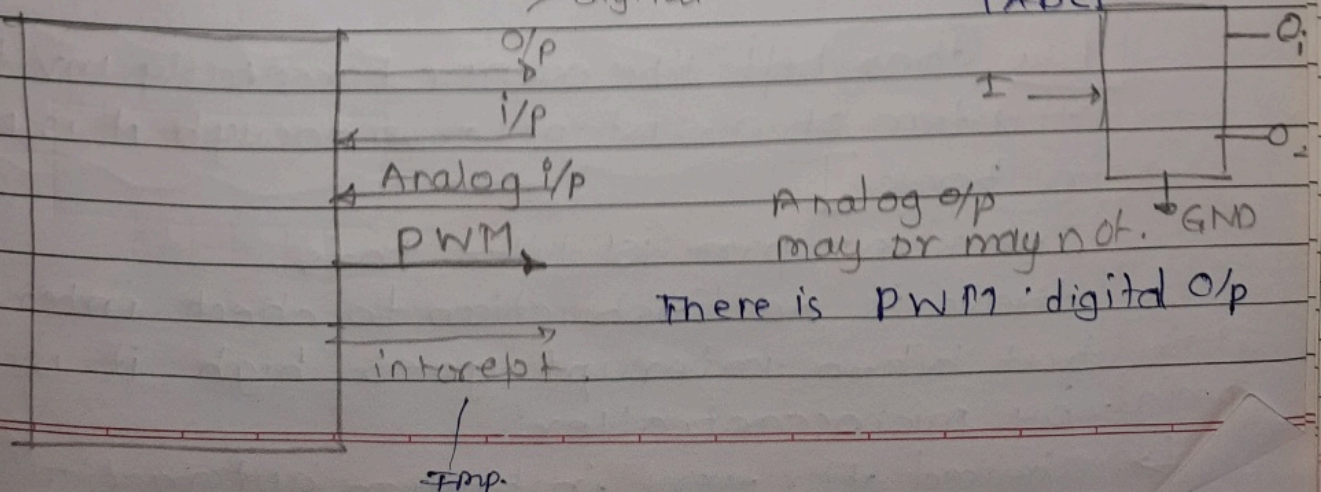 O/p
i/p
Analog i/p
PWM
interept
Imp.
I
O1
O2
GND
Analog o/p
may or may not.
There is PWM digital O/p